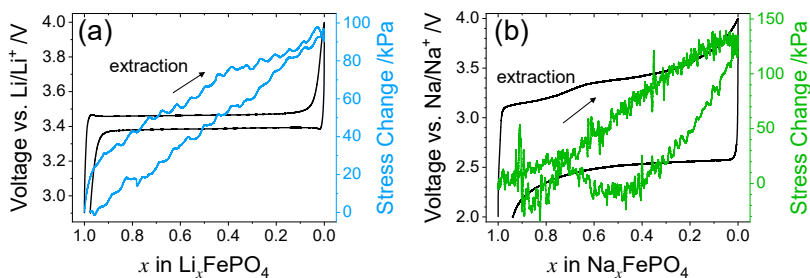 (a)
extraction
Voltage vs. Li/Li⁺ /V
4.0
3.8
3.6
3.4
3.2
3.0
1.0 0.8 0.6 0.4 0.2 0.0
x in LiₓFePO₄
100
80
60
40
20
0
Stress Change /kPa
(b)
extraction
Voltage vs. Na/Na⁺ /V
4.0
3.5
3.0
2.5
2.0
1.0 0.8 0.6 0.4 0.2 0.0
x in NaₓFePO₄
150
100
50
0
Stress Change /kPa